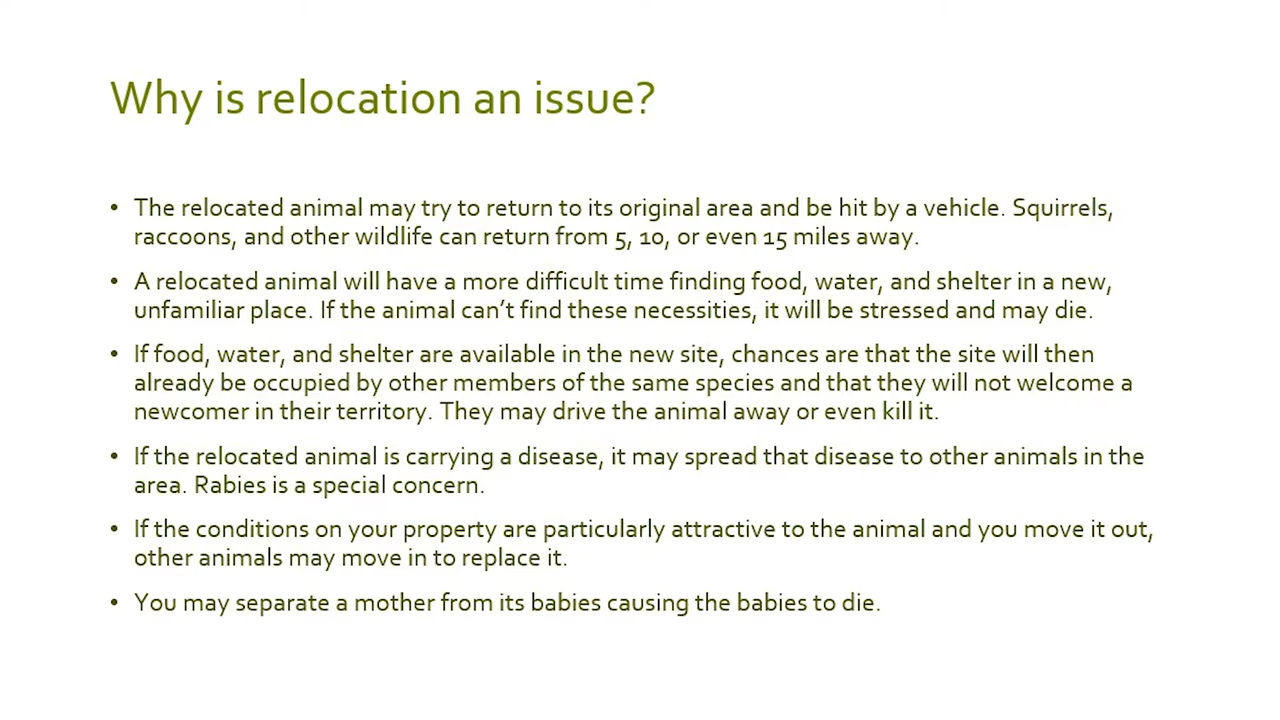 Why is relocation an issue?
• The relocated animal may try to return to its original area and be hit by a vehicle. Squirrels,
raccoons, and other wildlife can return from 5, 10, or even 15 miles away.
• A relocated animal will have a more difficult time finding food, water, and shelter in a new,
unfamiliar place. If the animal can’t find these necessities, it will be stressed and may die.
• If food, water, and shelter are available in the new site, chances are that the site will then
already be occupied by other members of the same species and that they will not welcome a
newcomer in their territory. They may drive the animal away or even kill it.
• If the relocated animal is carrying a disease, it may spread that disease to other animals in the
area. Rabies is a special concern.
• If the conditions on your property are particularly attractive to the animal and you move it out,
other animals may move in to replace it.
• You may separate a mother from its babies causing the babies to die.